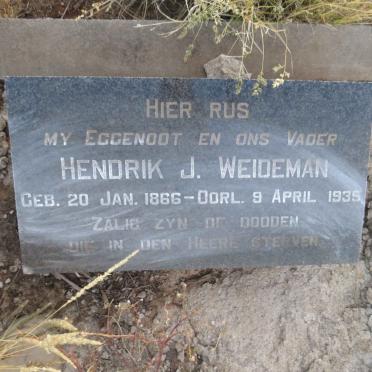 HIER RUS
MY EGGENOOT EN ONS VADER
HENDRIK J. WEIDEMAN
GEB. 20 JAN. 1866 - OORL. 9 APRIL 1935
ZALIG ZYN DE DOODEN
DIE IN DEN HEERE STERVEN.